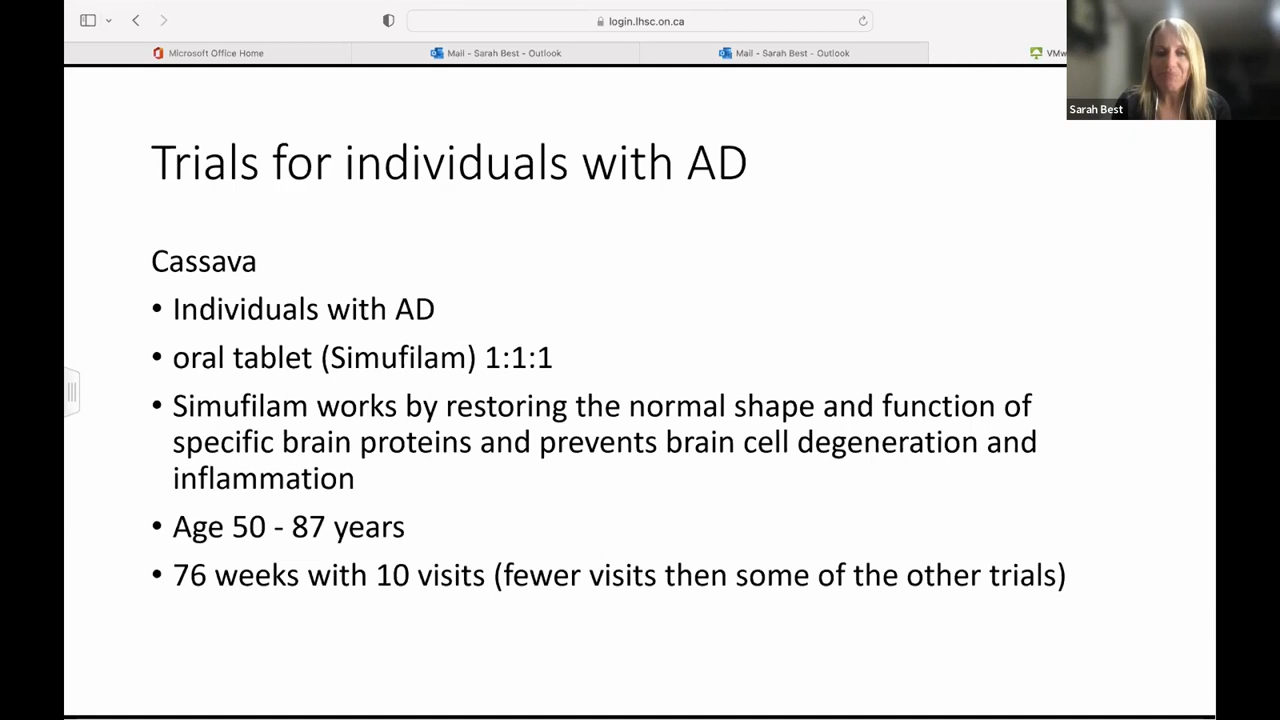 login.lhsc.on.ca
Microsoft Office Home
Mail - Sarah Best - Outlook
Mail - Sarah Best - Outlook
VMw
Sarah Best
Trials for individuals with AD
Cassava
• Individuals with AD
• oral tablet (Simufilam) 1:1:1
• Simufilam works by restoring the normal shape and function of
specific brain proteins and prevents brain cell degeneration and
inflammation
• Age 50 - 87 years
• 76 weeks with 10 visits (fewer visits then some of the other trials)